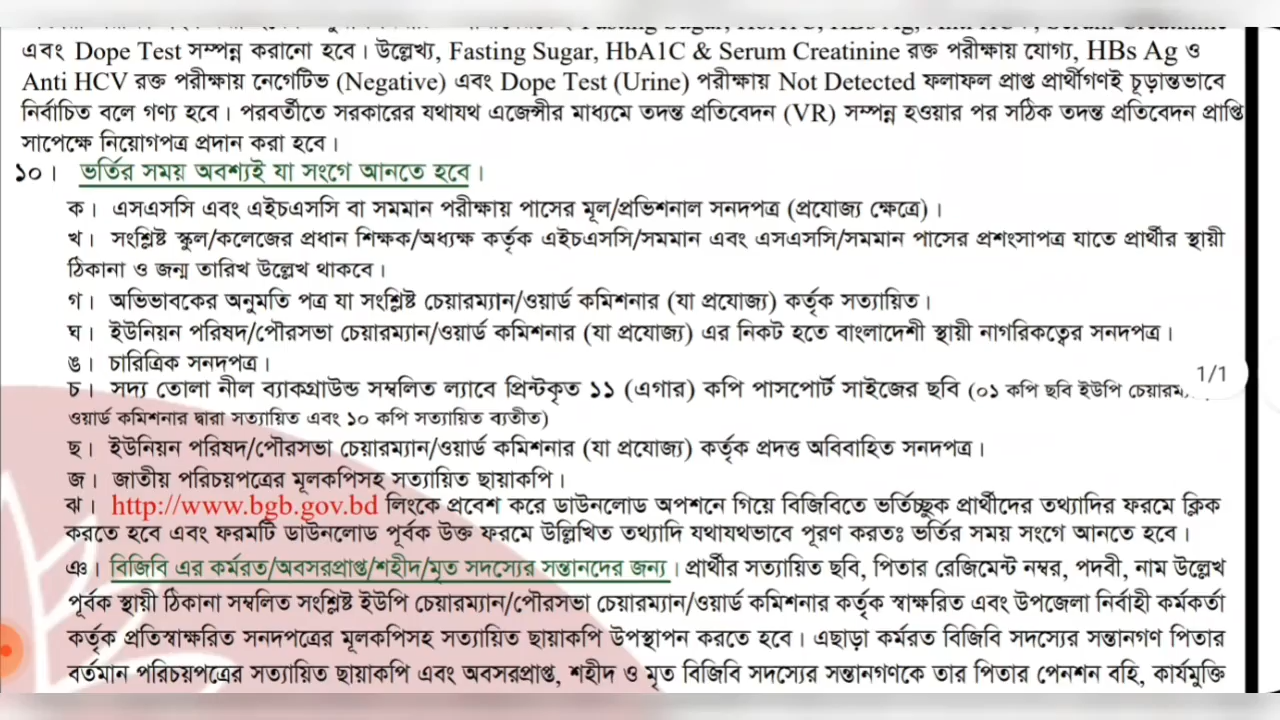 Fasting Sugar, HbA1C, HBs Ag, Anti HCV, Serum Creatinine
এবং Dope Test সম্পন্ন করানো হবে। উল্লেখ্য, Fasting Sugar, HbA1C & Serum Creatinine রক্ত পরীক্ষায় যোগ্য, HBs Ag ও
Anti HCV রক্ত পরীক্ষায় নেগেটিভ (Negative) এবং Dope Test (Urine) পরীক্ষায় Not Detected ফলাফল প্রাপ্ত প্রার্থীগণই চূড়ান্তভাবে
নির্বাচিত বলে গণ্য হবে। পরবর্তীতে সরকারের যথাযথ এজেন্সীর মাধ্যমে তদন্ত প্রতিবেদন (VR) সম্পন্ন হওয়ার পর সঠিক তদন্ত প্রতিবেদন প্রাপ্তি
সাপেক্ষে নিয়োগপত্র প্রদান করা হবে।
১০। ভর্তির সময় অবশ্যই যা সংগে আনতে হবে।
ক। এসএসসি এবং এইচএসসি বা সমমান পরীক্ষায় পাসের মূল/প্রভিশনাল সনদপত্র (প্রযোজ্য ক্ষেত্রে)।
খ। সংশ্লিষ্ট স্কুল/কলেজের প্রধান শিক্ষক/অধ্যক্ষ কর্তৃক এইচএসসি/সমমান এবং এসএসসি/সমমান পাসের প্রশংসাপত্র যাতে প্রার্থীর স্থায়ী
ঠিকানা ও জন্ম তারিখ উল্লেখ থাকবে।
গ। অভিভাবকের অনুমতি পত্র যা সংশ্লিষ্ট চেয়ারম্যান/ওয়ার্ড কমিশনার (যা প্রযোজ্য) কর্তৃক সত্যায়িত।
ঘ। ইউনিয়ন পরিষদ/পৌরসভা চেয়ারম্যান/ওয়ার্ড কমিশনার (যা প্রযোজ্য) এর নিকট হতে বাংলাদেশী স্থায়ী নাগরিকত্বের সনদপত্র।
ঙ। চারিত্রিক সনদপত্র।
চ। সদ্য তোলা নীল ব্যাকগ্রাউন্ড সম্বলিত ল্যাবে প্রিন্টকৃত ১১ (এগার) কপি পাসপোর্ট সাইজের ছবি (০১ কপি ছবি ইউপি
1/1
ওয়ার্ড কমিশনার দ্বারা সত্যায়িত এবং ১০ কপি সত্যায়িত ব্যতীত)
ছ। ইউনিয়ন পরিষদ/পৌরসভা চেয়ারম্যান/ওয়ার্ড কমিশনার (যা প্রযোজ্য) কর্তৃক প্রদত্ত অবিবাহিত সনদপত্র।
জ। জাতীয় পরিচয়পত্রের মূলকপিসহ সত্যায়িত ছায়াকপি।
ঝ। http://www.bgb.gov.bd লিংকে প্রবেশ করে ডাউনলোড অপশনে গিয়ে বিজিবিতে ভর্তিচ্ছুক প্রার্থীদের তথ্যাদির ফরমে ক্লিক
করতে হবে এবং ফরমটি ডাউনলোড পূর্বক উক্ত ফরমে উল্লিখিত তথ্যাদি যথাযথভাবে পূরণ করতঃ ভর্তির সময় সংগে আনতে হবে।
ঞ। বিজিবি এর কর্মরত/অবসরপ্রাপ্ত/শহীদ/মৃত সদস্যের সন্তানদের জন্য। প্রার্থীর সত্যায়িত ছবি, পিতার রেজিমেন্ট নম্বর, পদবী, নাম উল্লেখ
পূর্বক স্থায়ী ঠিকানা সম্বলিত সংশ্লিষ্ট ইউপি চেয়ারম্যান/পৌরসভা চেয়ারম্যান/ওয়ার্ড কমিশনার কর্তৃক স্বাক্ষরিত এবং উপজেলা নির্বাহী কর্মকর্তা
কর্তৃক প্রতিস্বাক্ষরিত সনদপত্রের মূলকপিসহ সত্যায়িত ছায়াকপি উপস্থাপন করতে হবে। এছাড়া কর্মরত বিজিবি সদস্যের সন্তানগণ পিতার
বর্তমান পরিচয়পত্রের সত্যায়িত ছায়াকপি এবং অবসরপ্রাপ্ত, শহীদ ও মৃত বিজিবি সদস্যের সন্তানগণকে তার পিতার পেনশন বহি, কার্যমুক্তি